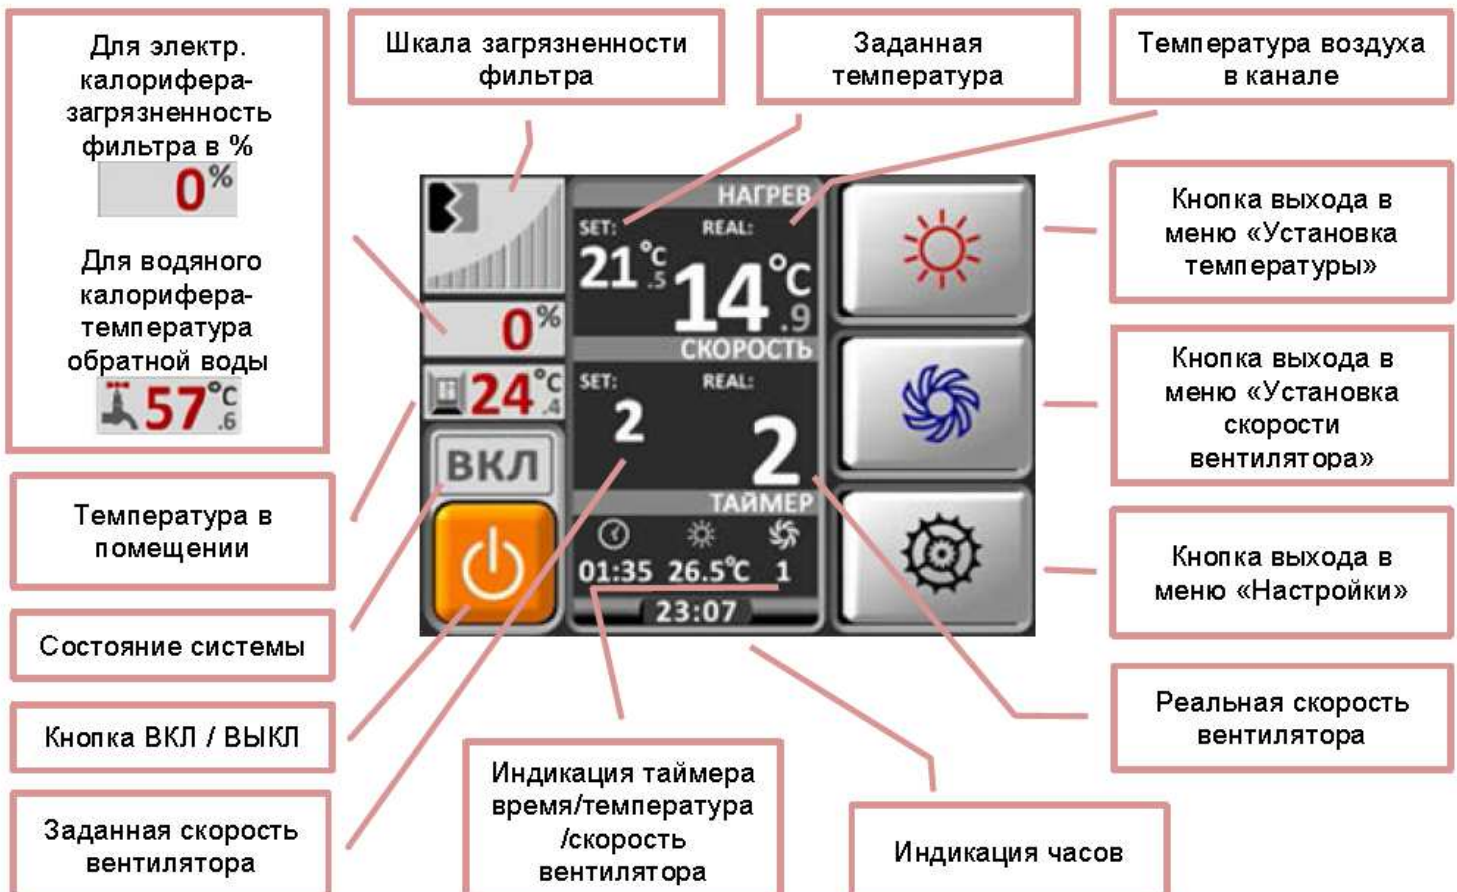 Для электр.
калорифера-
загрязненность
фильтра в %
0%
Для водяного
калорифера-
температура
обратной воды
57°C
.6
Шкала загрязненности
фильтра
Заданная
температура
Температура воздуха
в канале
НАГРЕВ
SET:
REAL:
21°C
.5
14°C
.9
0%
СКОРОСТЬ
24°C
.4
SET:
REAL:
2
2
ВКЛ
ТАЙМЕР
01:35 26.5°C 1
23:07
Кнопка выхода в
меню «Установка
температуры»
Кнопка выхода в
меню «Установка
скорости
вентилятора»
Кнопка выхода в
меню «Настройки»
Реальная скорость
вентилятора
Температура в
помещении
Состояние системы
Кнопка ВКЛ / ВЫКЛ
Заданная скорость
вентилятора
Индикация таймера
время/температура
/скорость
вентилятора
Индикация часов